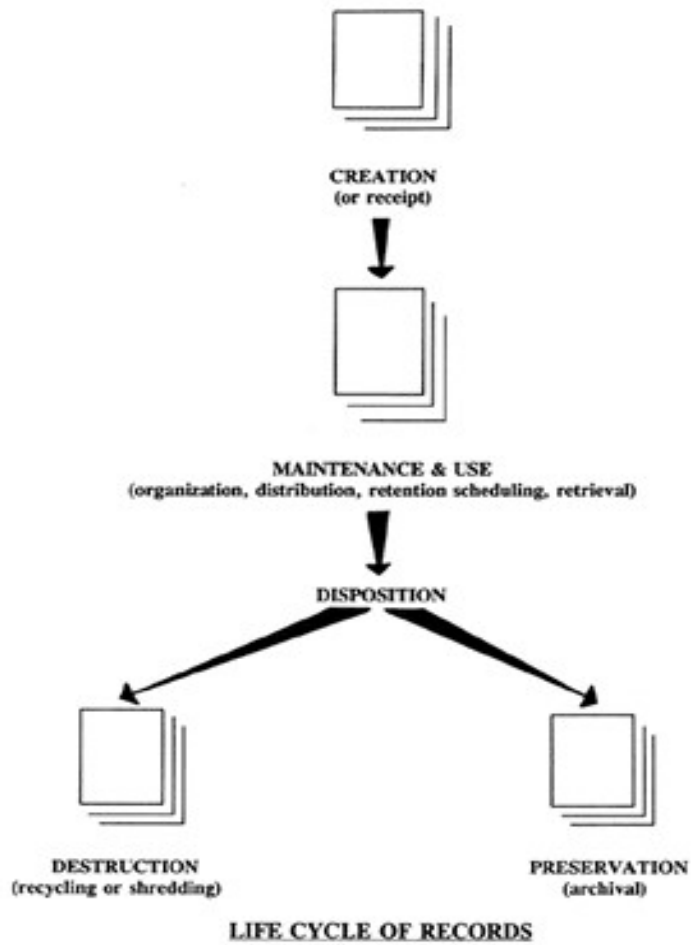 CREATION
(or receipt)
MAINTENANCE & USE
(organization, distribution, retention scheduling, retrieval)
DISPOSITION
DESTRUCTION
(recycling or shredding)
PRESERVATION
(archival)
LIFE CYCLE OF RECORDS